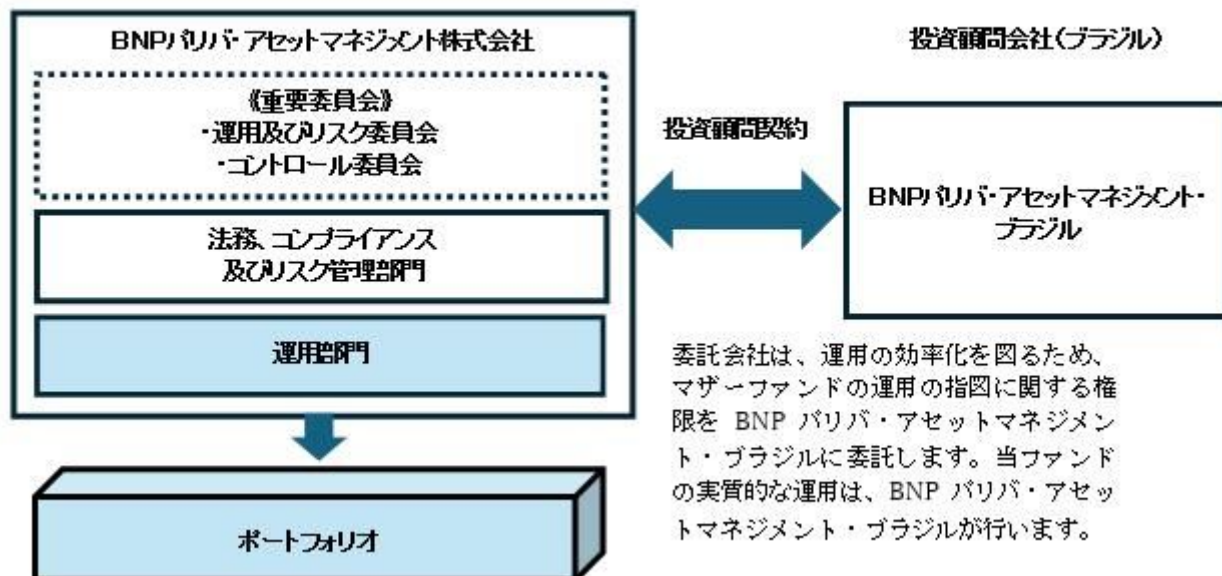 BNPパリバ・アセットマネジメント株式会社
《重要委員会》
・運用及びリスク委員会
・コントロール委員会
法務、コンプライアンス
及びリスク管理部門
運用部門
ポートフォリオ
投資顧問契約
投資顧問会社(ブラジル)
BNPパリバ・アセットマネジメント・
ブラジル
委託会社は、運用の効率化を図るため、
マザーファンドの運用の指図に関する権
限を BNP パリバ・アセットマネジメン
ト・ブラジルに委託します。当ファンド
の実質的な運用は、BNP パリバ・アセッ
トマネジメント・ブラジルが行います。